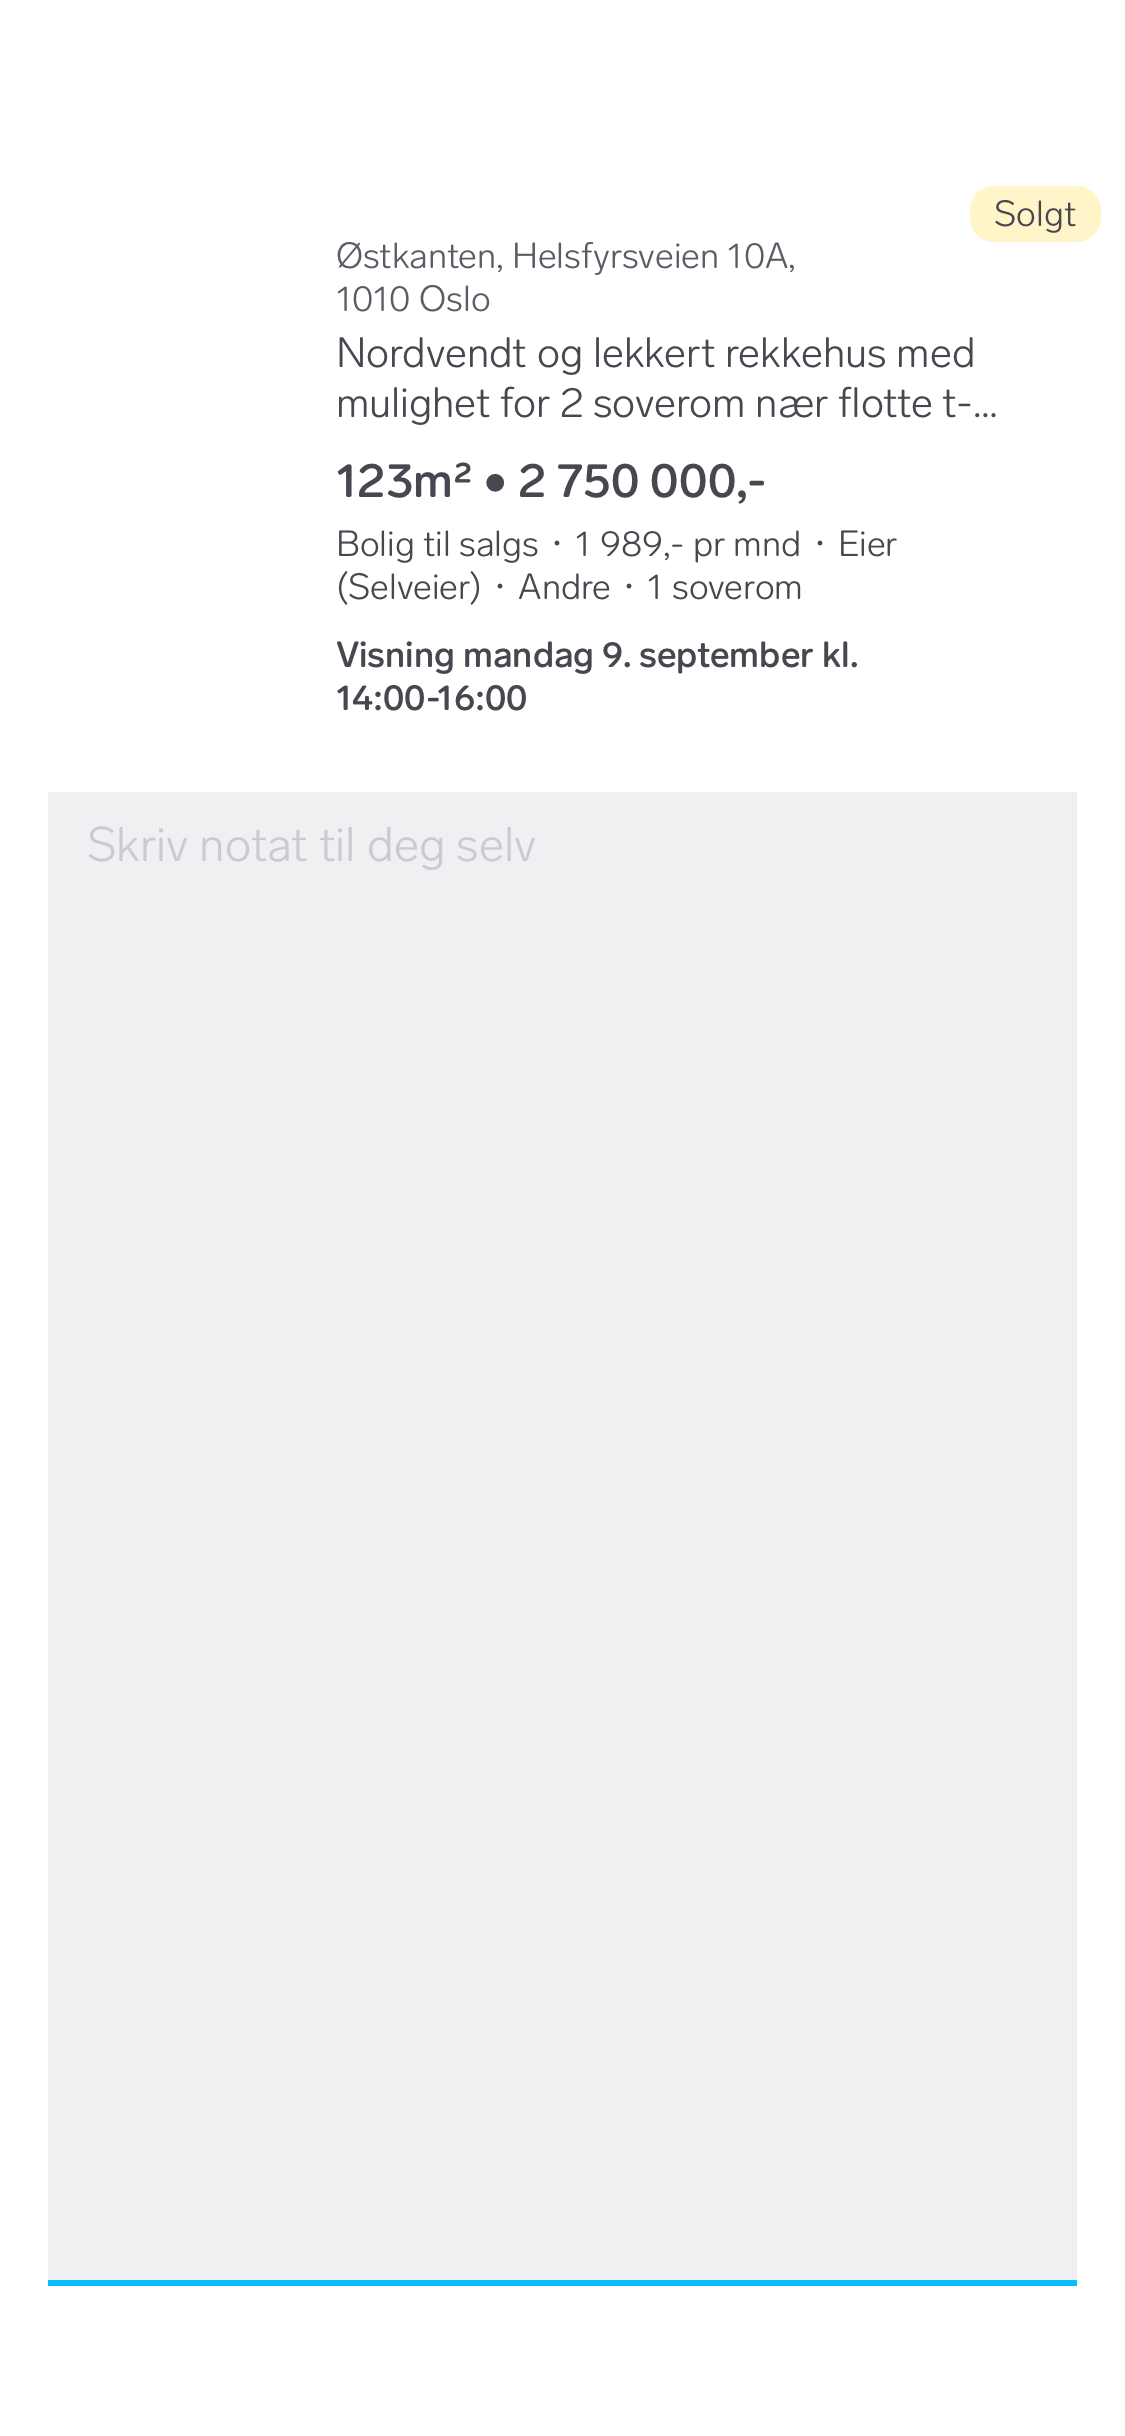 Solgt
Østkanten, Helsfyrsveien 10A,
1010 Oslo
Nordvendt og lekkert rekkehus med
mulighet for 2 soverom nær flotte t-...
123m² • 2 750 000,-
Bolig til salgs・1 989,- pr mnd・Eier
(Selveier)・Andre・1 soverom
Visning mandag 9. september kl.
14:00-16:00
Skriv notat til deg selv